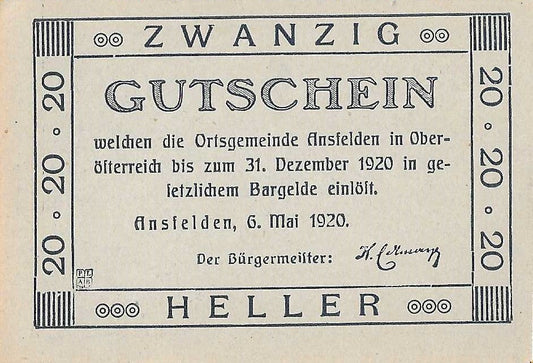 ZWANZIG
20 ° 20 ° 20
GUTSCHEIN
welchen die Ortsgemeinde Ansfelden in Ober-
österreich bis zum 31. Dezember 1920 in ge-
setzlichem Bargelde einlöst.
Ansfelden, 6. Mai 1920.
Der Bürgermeister:
20 ° 20 ° 20
HELLER